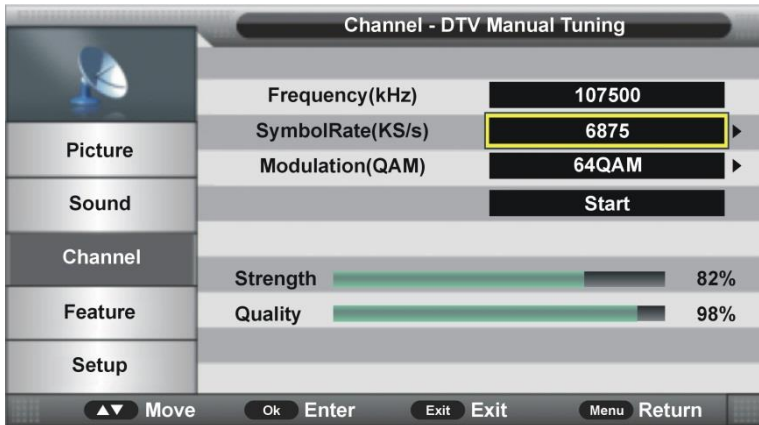 Channel - DTV Manual Tuning
Frequency(kHz) 107500
SymbolRate(KS/s) 6875
Modulation(QAM) 64QAM
Start
Strength 82%
Quality 98%
Picture
Sound
Channel
Feature
Setup
Move Ok Enter Exit Exit Menu Return